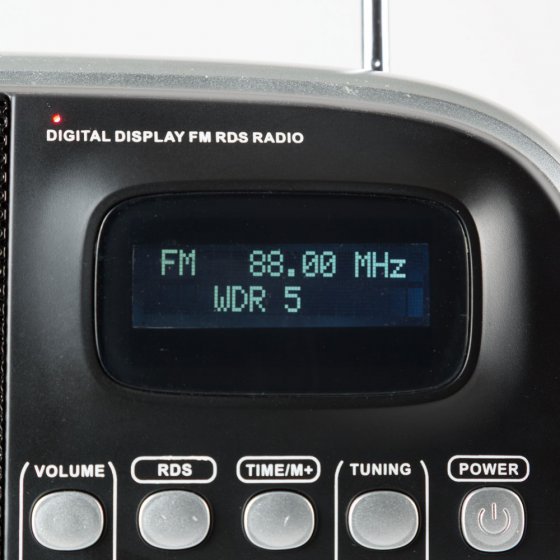 DIGITAL DISPLAY FM RDS RADIO
FM 88.00 MHz
WDR 5
VOLUME RDS TIME/M+ TUNING POWER